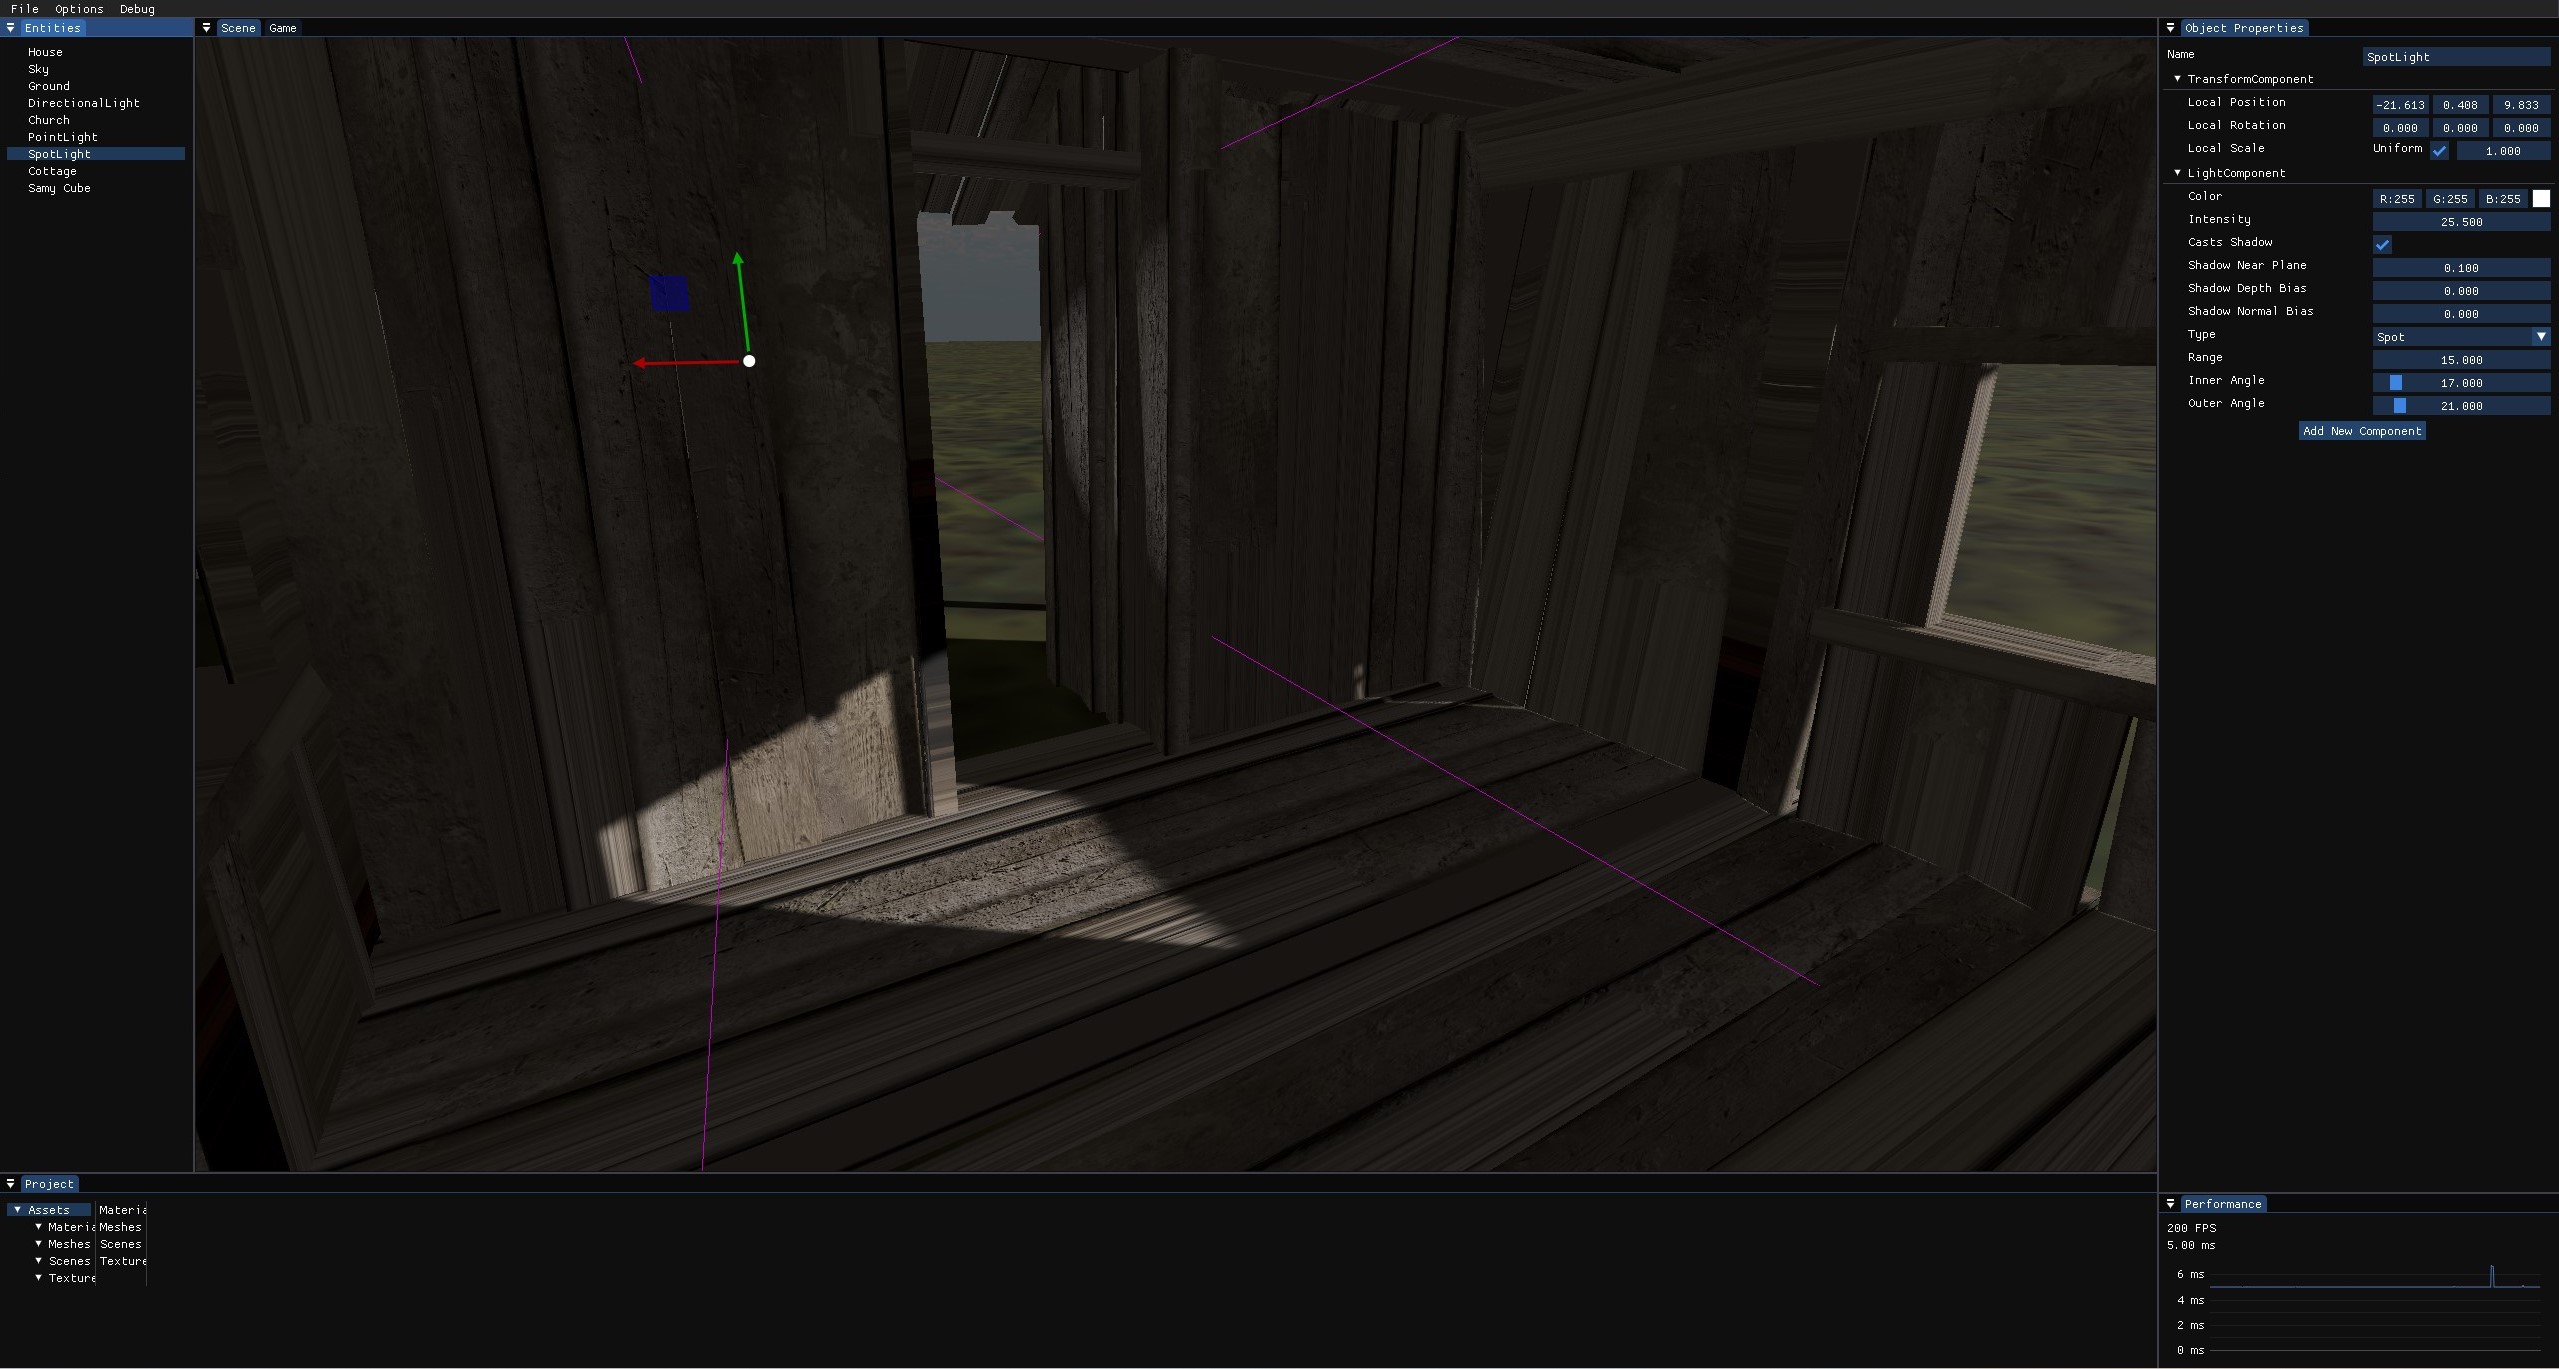 File Options Debug
Entities
House
Sky
Ground
DirectionalLight
Church
PointLight
SpotLight
Cottage
Samy Cube
Scene Game
Object Properties
Name SpotLight
TransformComponent
Local Position -21.613 0.408 9.833
Local Rotation 0.000 0.000 0.000
Local Scale Uniform 1.000
LightComponent
Color R:255 G:255 B:255
Intensity 25.500
Casts Shadow
Shadow Near Plane 0.100
Shadow Depth Bias 0.000
Shadow Normal Bias 0.000
Type Spot
Range 15.000
Inner Angle 17.000
Outer Angle 21.000
Add New Component
Project
Assets Materia
Materia Meshes
Meshes Scenes
Scenes Texture
Texture
Performance
200 FPS
5.00 ms
6 ms
4 ms
2 ms
0 ms